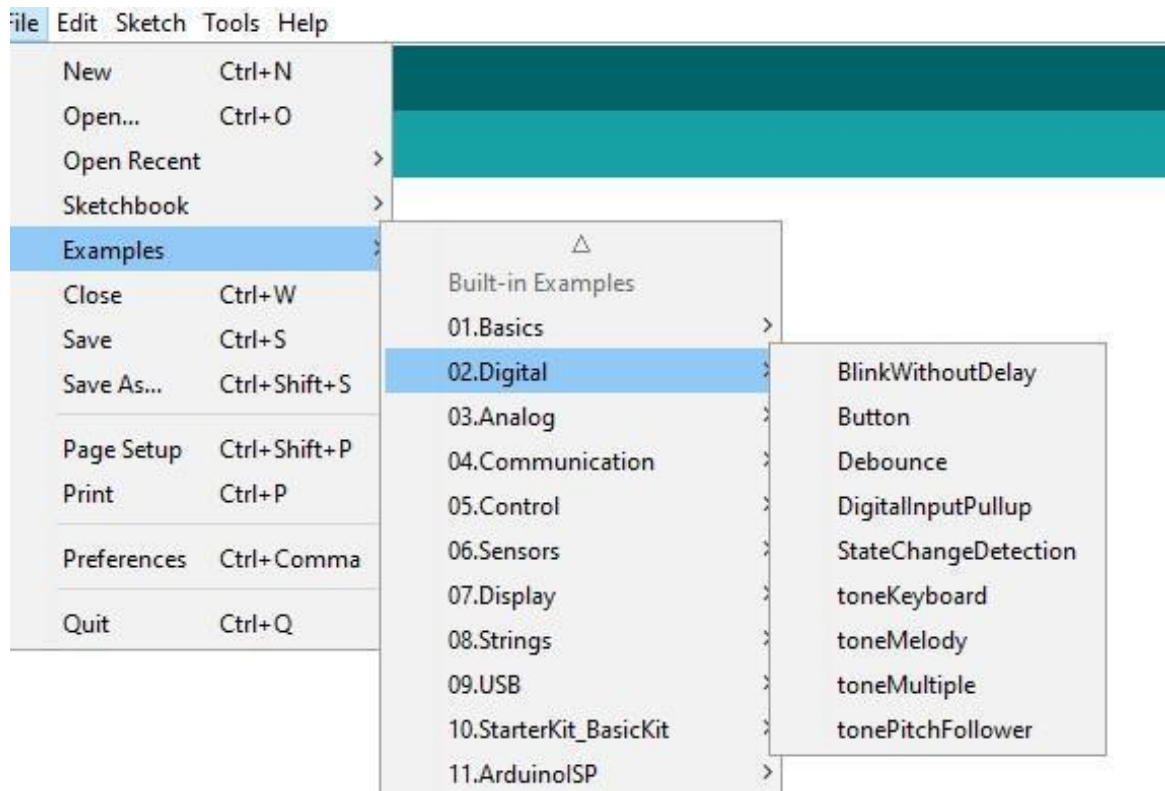 File Edit Sketch Tools Help
New Ctrl+N
Open... Ctrl+O
Open Recent
Sketchbook
Examples
Close Ctrl+W
Save Ctrl+S
Save As... Ctrl+Shift+S
Page Setup Ctrl+Shift+P
Print Ctrl+P
Preferences Ctrl+Comma
Quit Ctrl+Q
Built-in Examples
01.Basics
02.Digital
03.Analog
04.Communication
05.Control
06.Sensors
07.Display
08.Strings
09.USB
10.StarterKit_BasicKit
11.ArduinoISP
BlinkWithoutDelay
Button
Debounce
DigitalInputPullup
StateChangeDetection
toneKeyboard
toneMelody
toneMultiple
tonePitchFollower